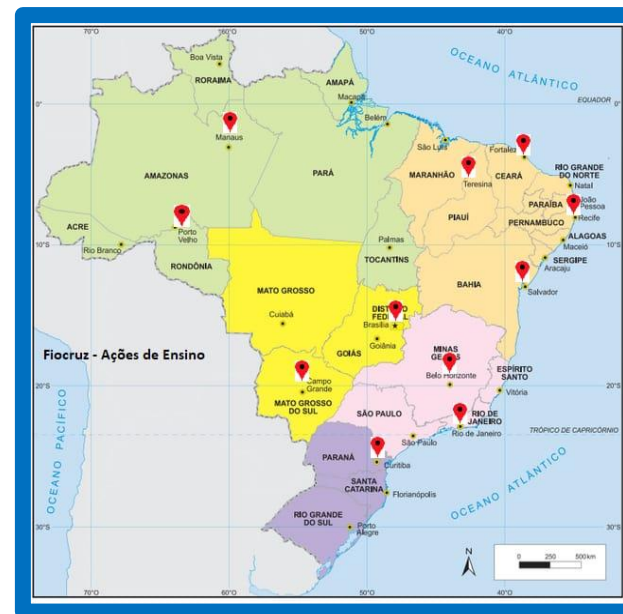 70°O
60°O
50°O
40°O
OCEANO ATLÂNTICO
Boa Vista
RORAIMA
AMAPÁ
Macapá
EQUADOR
0°
Belém
São Luís
Fortalez
Manaus
MARANHÃO
CEARÁ
RIO GRANDE
DO NORTE
Teresina
Natal
AMAZONAS
PARÁ
PARAÍBA
João
Pessoa
PIAUÍ
PERNAMBUCO
Recife
ACRE
Porto
Velho
ALAGOAS
Maceió
Rio Branco
10°S
Palmas
SERGIPE
Aracaju
RONDÔNIA
TOCANTINS
BAHIA
Salvador
MATO GROSSO
DIST
FEDERAL
Cuiabá
Brasília
GOIÁS
Goiânia
MINAS
GE
Fiocruz - Ações de Ensino
ESPÍRITO
SANTO
Campo
Grande
Belo Horizonte
20°S
Vitória
MATO GROSSO
DO SUL
SÃO PAULO
RIO DE
JANEIRO
Rio de Janeiro
TRÓPICO DE CAPRICÓRNIO
São Paulo
PARANÁ
Curitiba
OCEANO PACÍFICO
SANTA
CATARINA
Florianópolis
OCEANO ATLÂNTICO
RIO GRANDE
DO SUL
Porto
Alegre
30°S
N
0 250 500km